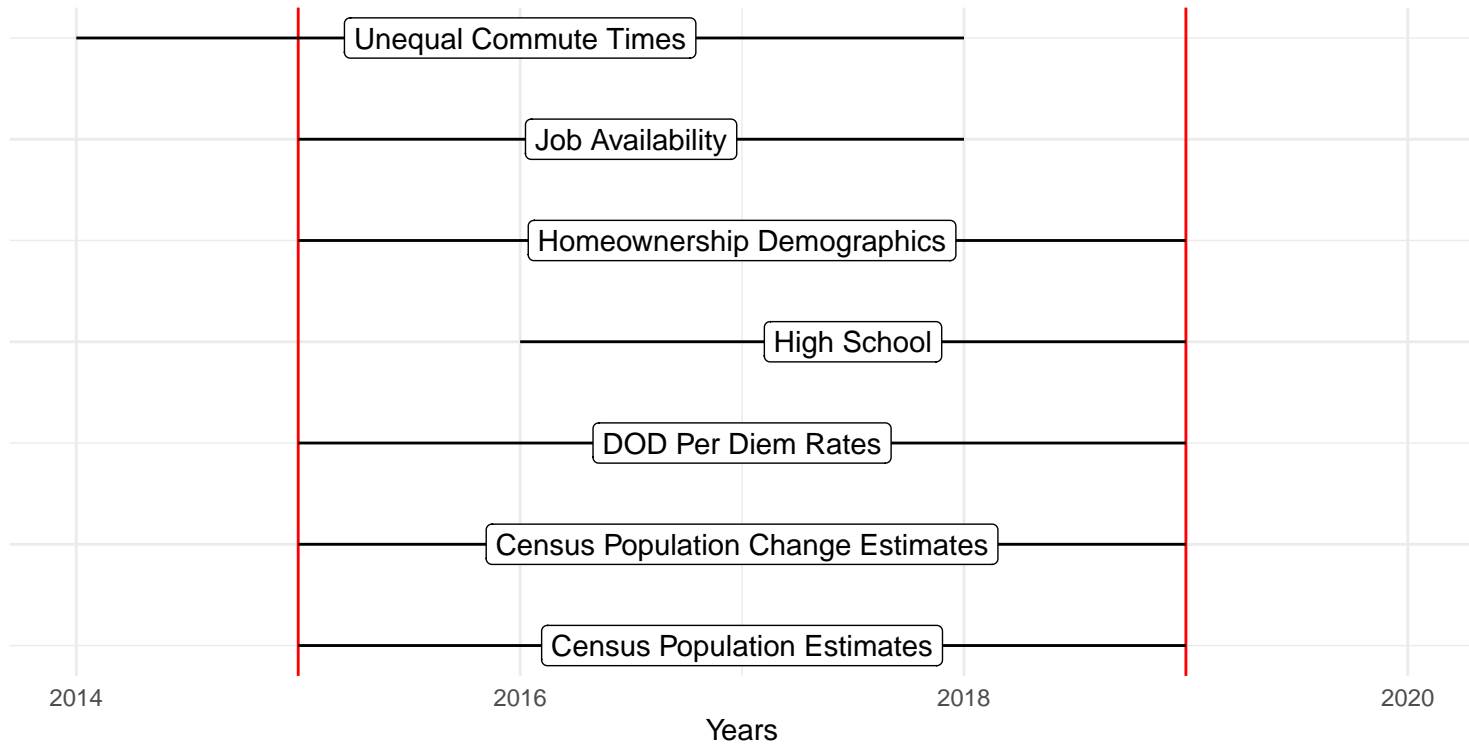 Unequal Commute Times
Job Availability
Homeownership Demographics
High School
DOD Per Diem Rates
Census Population Change Estimates
Census Population Estimates
2014 2016 2018 2020
Years